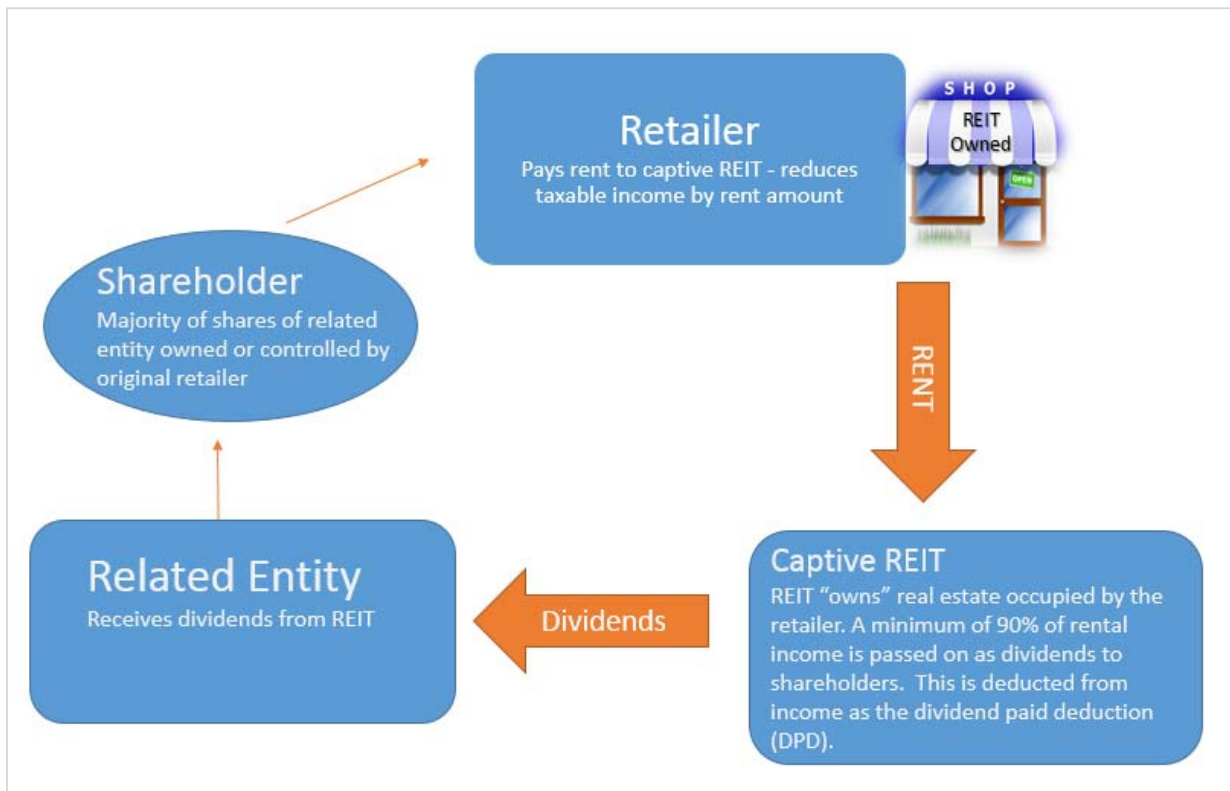 Retailer
Pays rent to captive REIT - reduces
taxable income by rent amount
SHOP
REIT
Owned
OPEN
Shareholder
Majority of shares of related
entity owned or controlled by
original retailer
RENT
Related Entity
Receives dividends from REIT
Dividends
Captive REIT
REIT “owns” real estate occupied by the
retailer. A minimum of 90% of rental
income is passed on as dividends to
shareholders.  This is deducted from
income as the dividend paid deduction
(DPD).